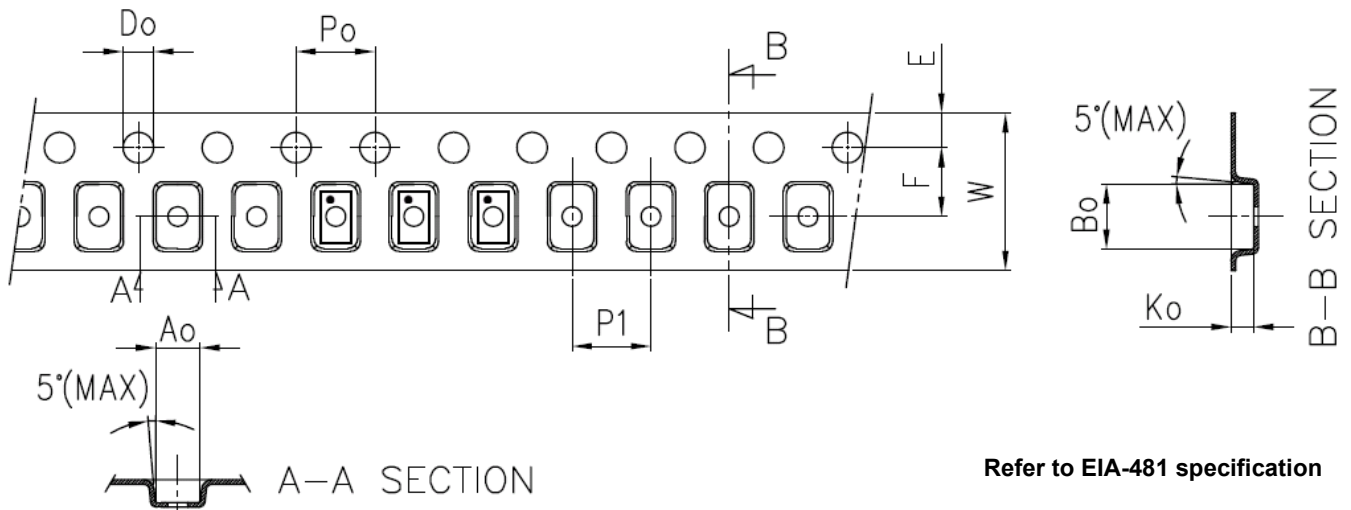 Do
Po
B
E
5°(MAX)
F
W
Bo
B-B SECTION
A
A
Ko
P1
B
Ao
5°(MAX)
A-A SECTION
Refer to EIA-481 specification